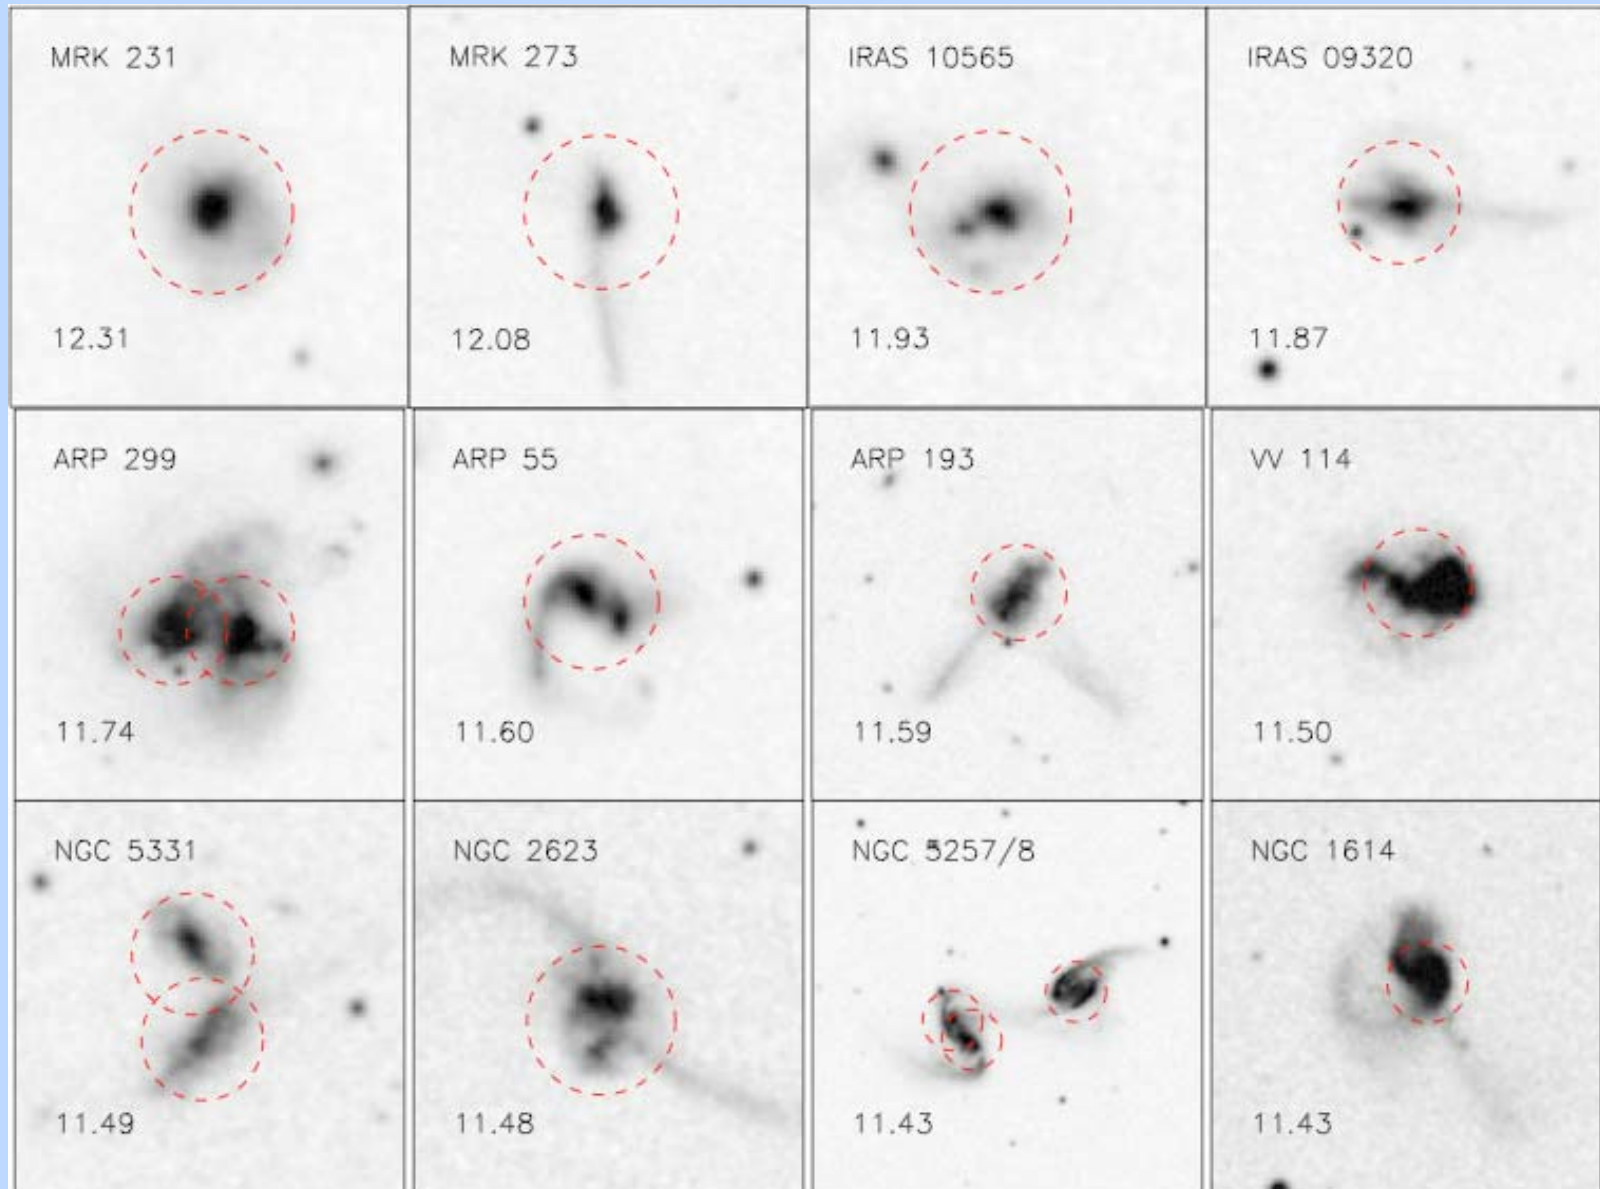 MRK 231
MRK 273
IRAS 10565
IRAS 09320
12.31
12.08
11.93
11.87
ARP 299
ARP 55
ARP 193
VV 114
11.74
11.60
11.59
11.50
NGC 5331
NGC 2623
NGC 5257/8
NGC 1614
11.49
11.48
11.43
11.43